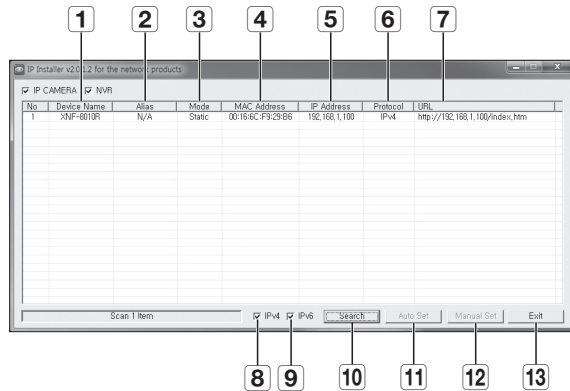 1 2 3 4 5 6 7
IP Installer v2.0.1.2 for the network products
IP CAMERA NVR
No Device Name Alias Mode MAC Address IP Address Protocol URL
1 XNF-8010R N/A Static 00:16:6C:F9:29:B6 192,168,1,100 IPv4 http://192,168,1,100/index,htm
Scan 1 Item IPv4 IPv6 Search Auto Set Manual Set Exit
8 9 10 11 12 13